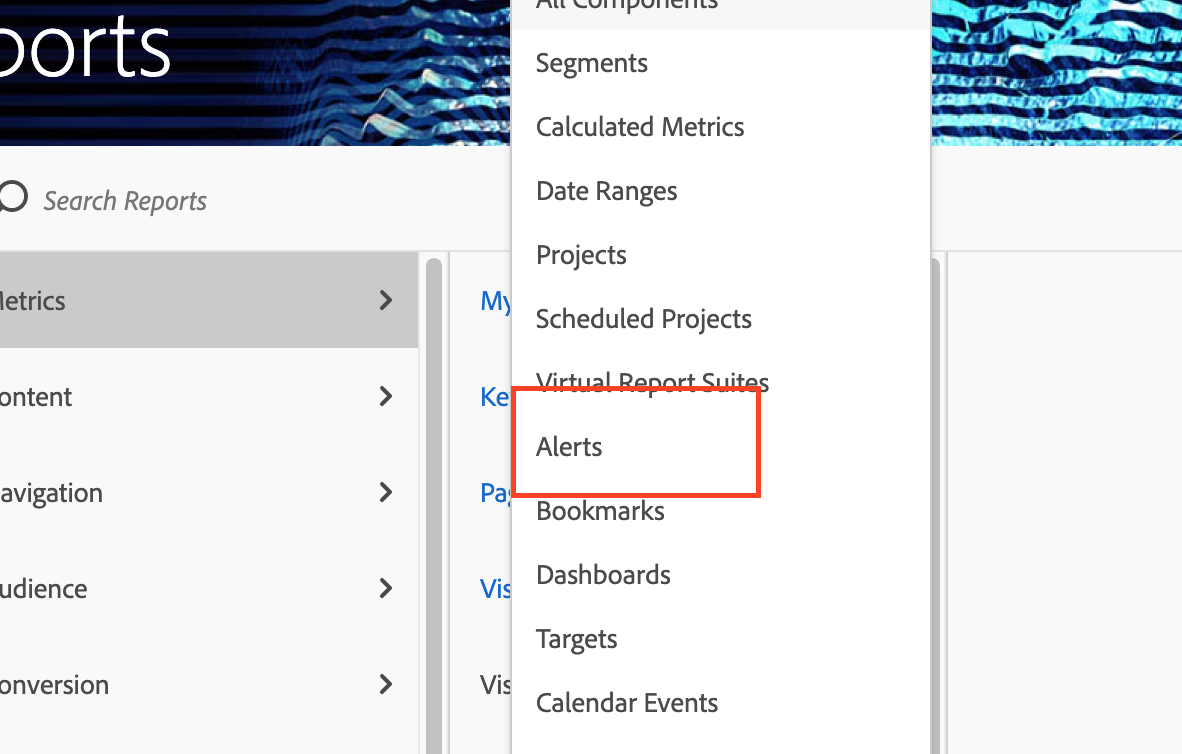 ports
All Components
Segments
Calculated Metrics
Date Ranges
Projects
Scheduled Projects
Virtual Report Suites
Alerts
Bookmarks
Dashboards
Targets
Calendar Events
Search Reports
Metrics
ontent
avigation
udience
onversion
My
Ke
Pag
Vis
Vis